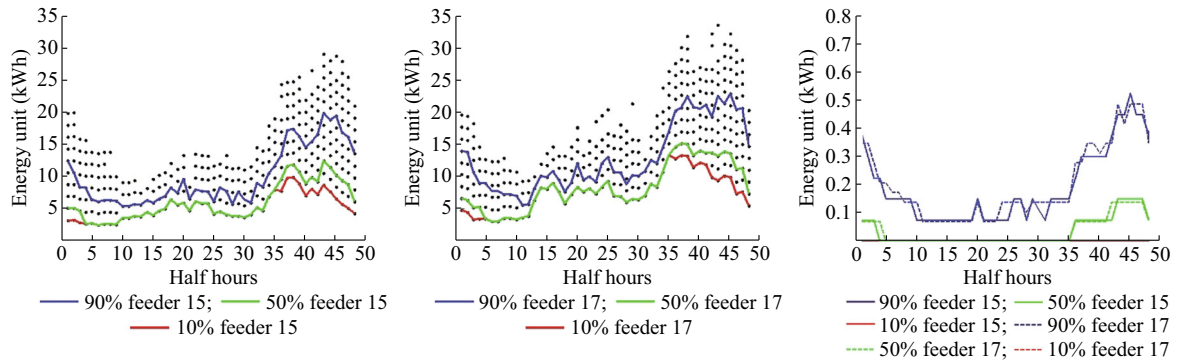 Energy unit (kWh)
35
30
25
20
15
10
5
0 5 10 15 20 25 30 35 40 45 50
Half hours
90% feeder 15; 50% feeder 15
10% feeder 15
Energy unit (kWh)
35
30
25
20
15
10
5
0 5 10 15 20 25 30 35 40 45 50
Half hours
90% feeder 17; 50% feeder 17
10% feeder 17
Energy unit (kWh)
0.8
0.7
0.6
0.5
0.4
0.3
0.2
0.1
0 5 10 15 20 25 30 35 40 45 50
Half hours
90% feeder 15; 50% feeder 15
10% feeder 15; 90% feeder 17
50% feeder 17; 10% feeder 17